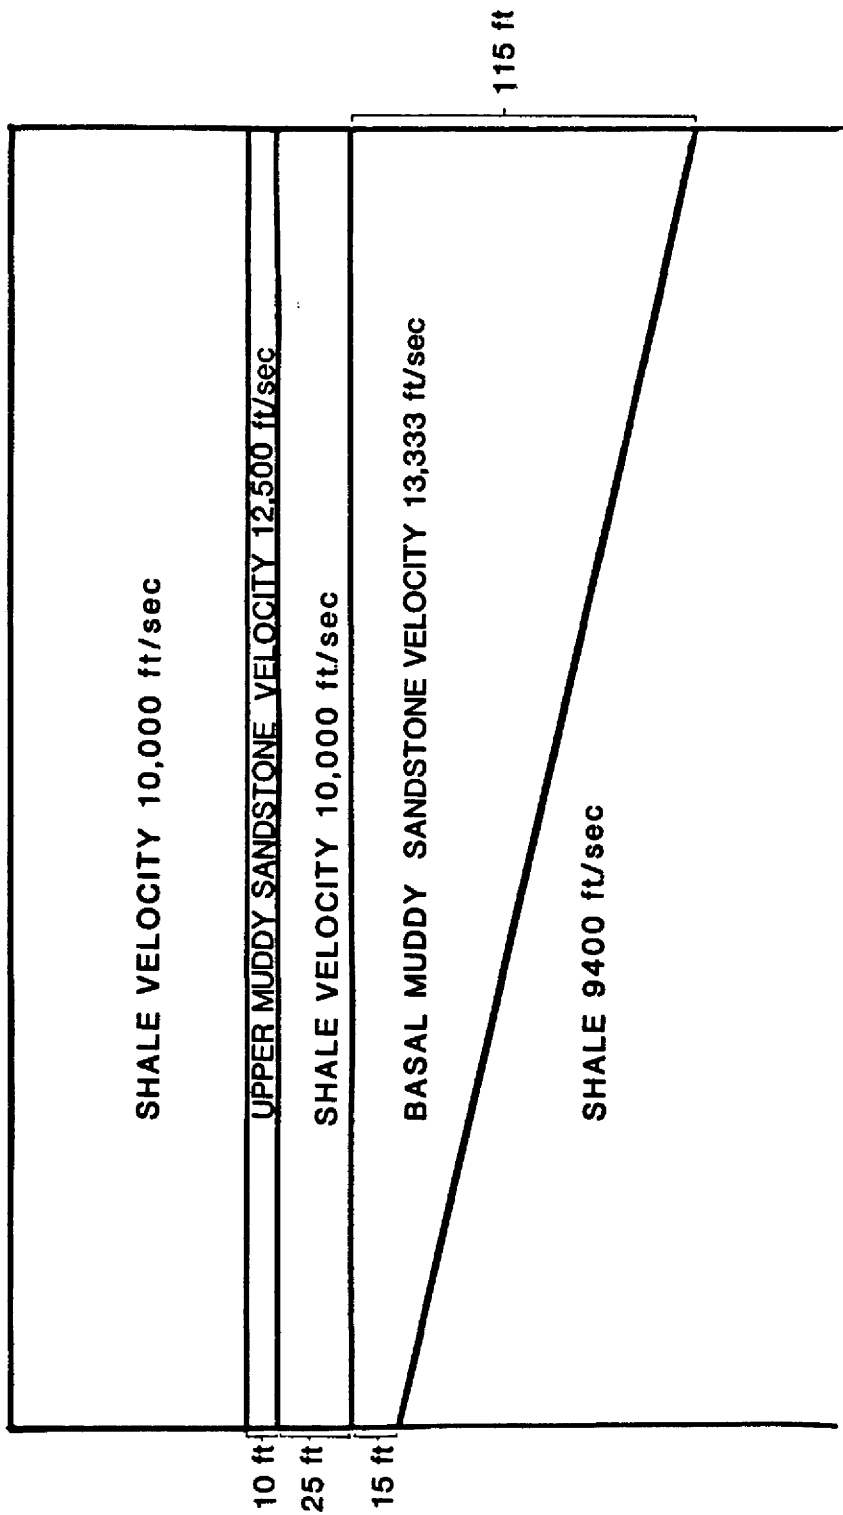 SHALE VELOCITY 10,000 ft/sec
10 ft
UPPER MUDDY SANDSTONE VELOCITY 12,500 ft/sec
25 ft
SHALE VELOCITY 10,000 ft/sec
15 ft
BASAL MUDDY SANDSTONE VELOCITY 13,333 ft/sec
115 ft
SHALE 9400 ft/sec